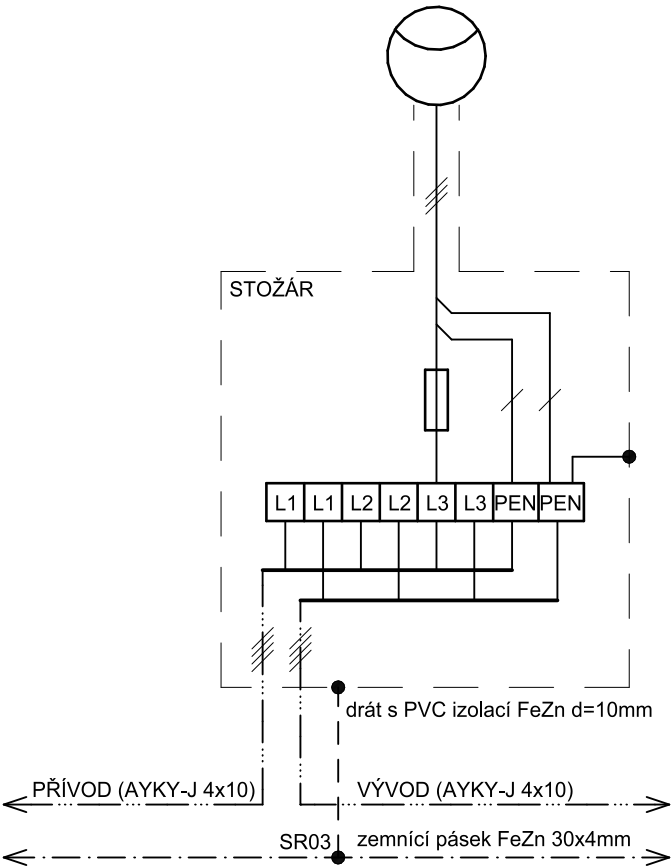 STOŽÁR
L1 L1 L2 L2 L3 L3 PEN PEN
drát s PVC izolací FeZn d=10mm
PŘÍVOD (AYKY-J 4x10)
VÝVOD (AYKY-J 4x10)
SR03
zemnící pásek FeZn 30x4mm